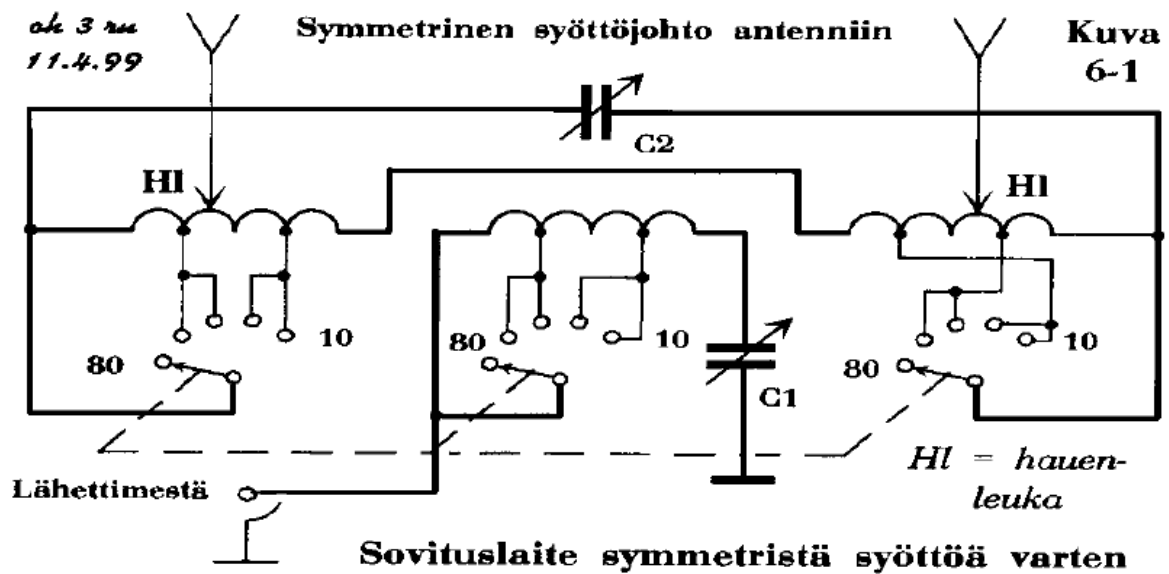 oh 3 ru
11.4.99
Symmetrinen syöttöjohto antenniin
Kuva
6-1
C2
Hl
Hl
10
80
10
80
10
80
C1
Lähettimestä
Hl = hauen-
leuka
Sovituslaite symmetristä syöttöä varten